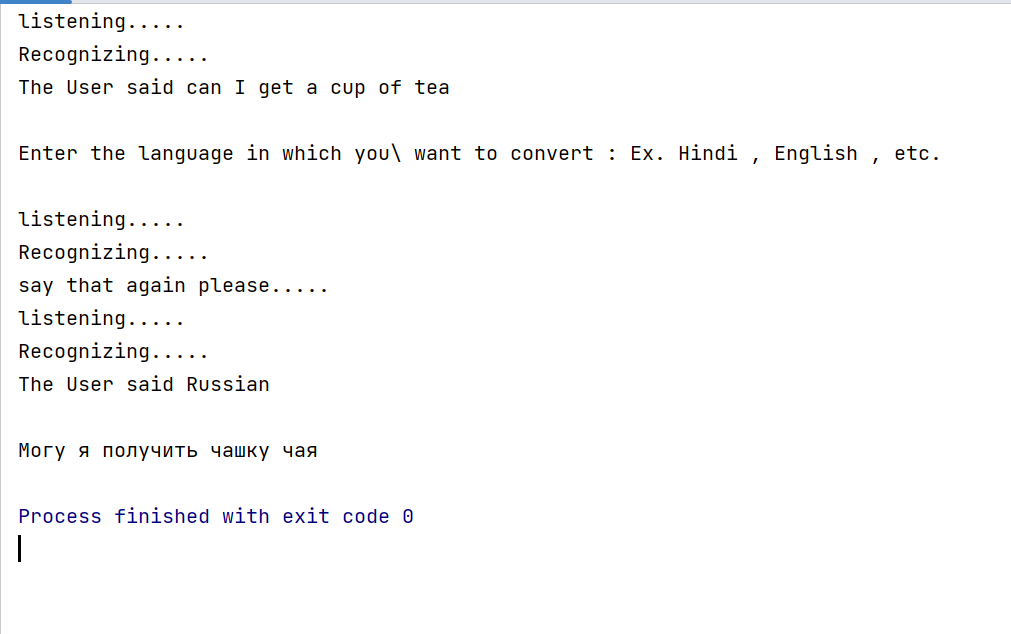 listening.....
Recognizing.....
The User said can I get a cup of tea
Enter the language in which you\ want to convert : Ex. Hindi , English , etc.
listening.....
Recognizing.....
say that again please.....
listening.....
Recognizing.....
The User said Russian
Могу я получить чашку чая
Process finished with exit code 0